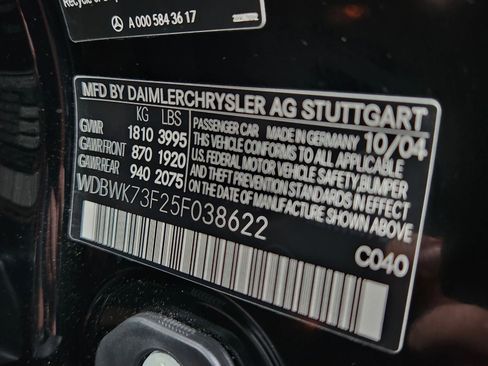 Recycle or
A 000 584 36 17
MFD BY DAIMLERCHRYSLER AG STUTTGART
KG LBS
GVWR 1810 3995
GAWR FRONT 870 1920
GAWR REAR 940 2075
PASSENGER CAR MADE IN GERMANY 10/04
THIS VEHICLE CONFORMS TO ALL APPLICABLE
U.S. FEDERAL MOTOR VEHICLE SAFETY, BUMPER
AND THEFT PREVENTION STANDARDS IN EFFECT
ON THE DATE OF MANUFACTURE SHOWN ABOVE
WDBWK73F25F038622
C040